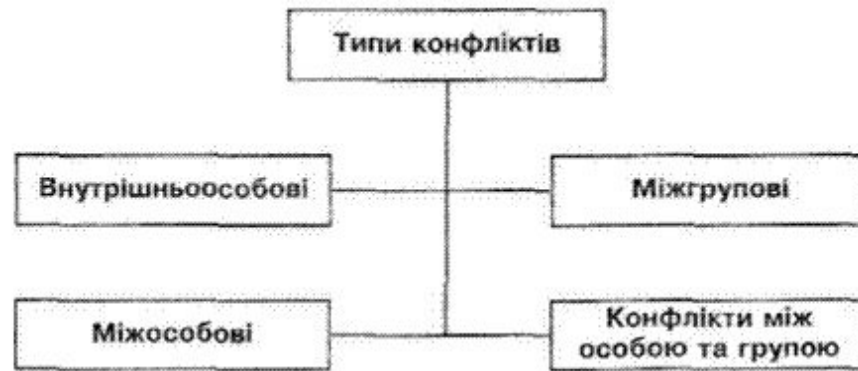 Типи конфліктів
Внутрішньоособові
Міжгрупові
Міжособові
Конфлікти між
особою та групою